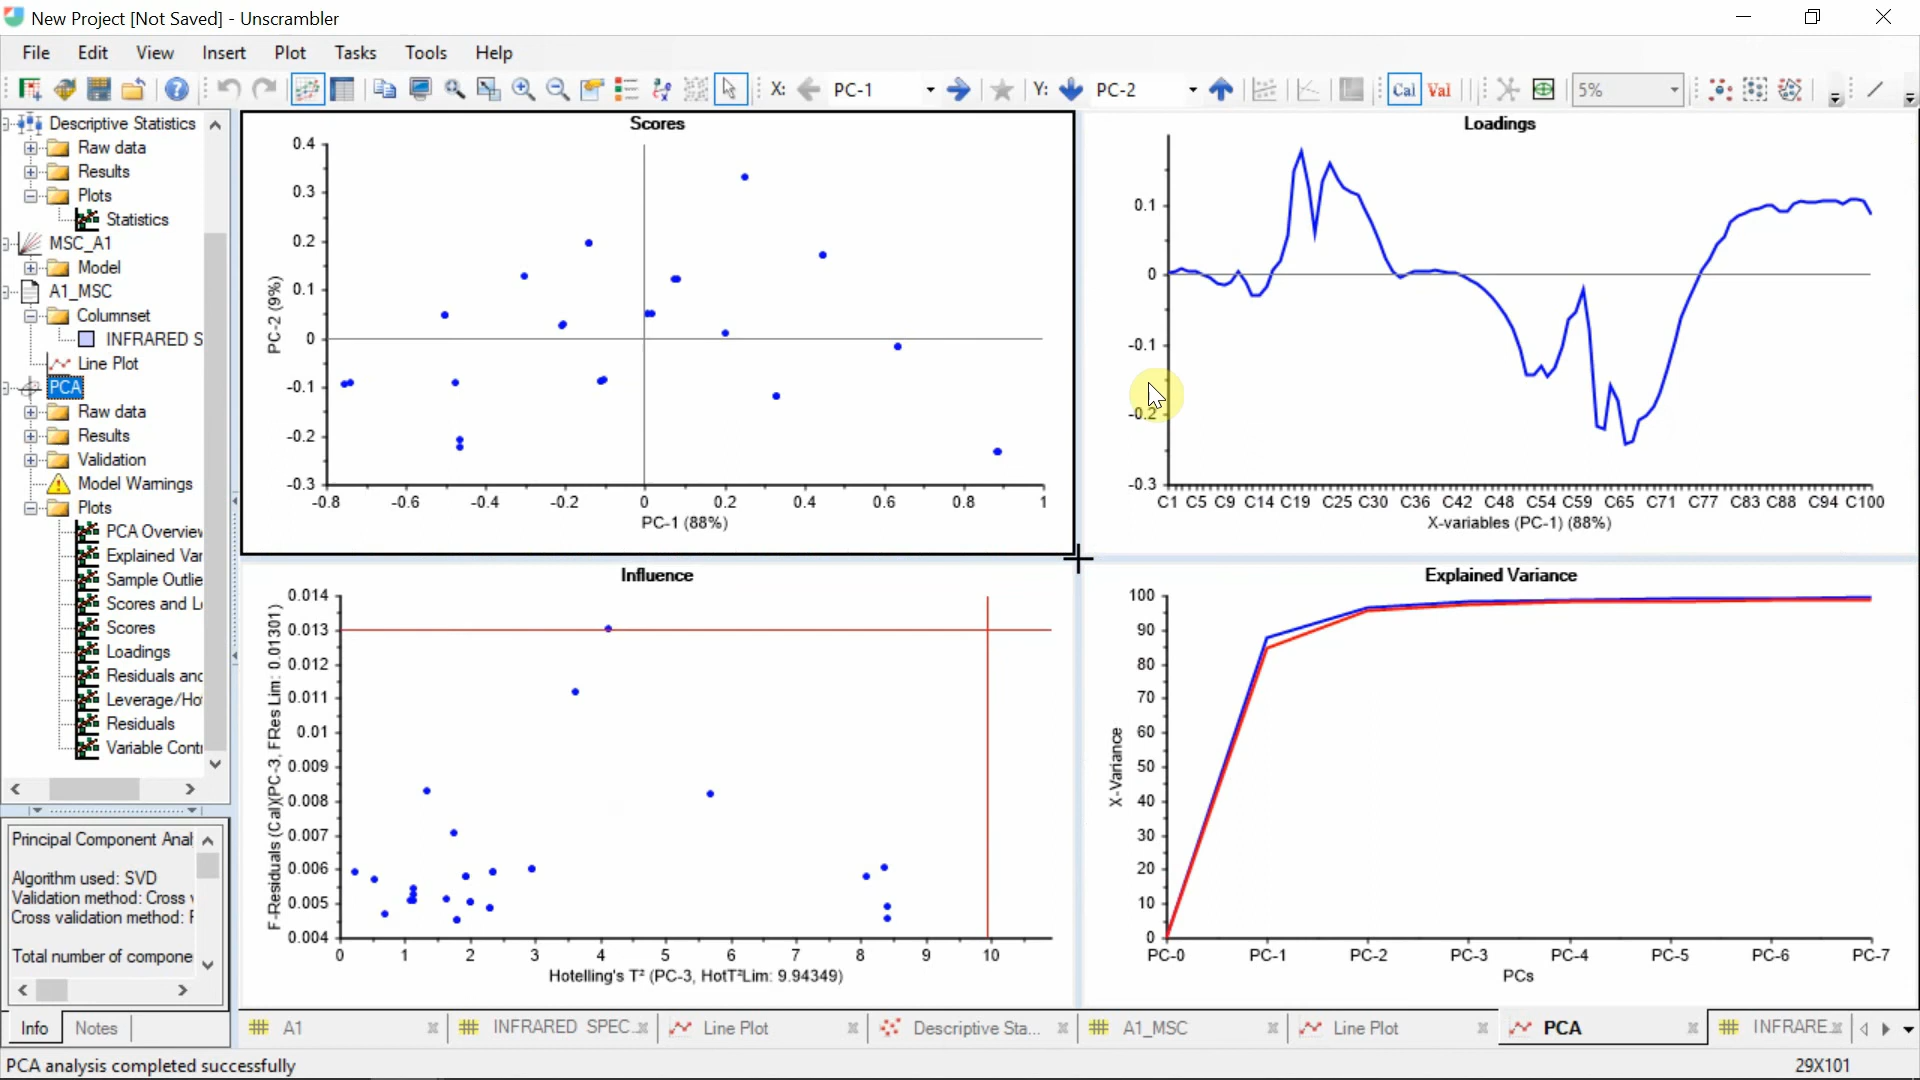 New Project [Not Saved] - Unscrambler
File Edit View Insert Plot Tasks Tools Help
X: PC-1 Y: PC-2 Cal Val 5%
Descriptive Statistics
Raw data
Results
Plots
Statistics
MSC_A1
Model
A1_MSC
Columnset
INFRARED S
Line Plot
PCA
Raw data
Results
Validation
Model Warnings
Plots
PCA Overview
Explained Var
Sample Outlie
Scores and L
Scores
Loadings
Residuals and
Leverage/Ho
Residuals
Variable Cont
Principal Component Anal
Algorithm used: SVD
Validation method: Cross v
Cross validation method: F
Total number of compone
Info Notes
Scores
0.4
0.3
0.2
0.1
0
-0.1
-0.2
-0.3
PC-2 (9%)
-0.8 -0.6 -0.4 -0.2 0 0.2 0.4 0.6 0.8 1
PC-1 (88%)
Loadings
0.1
0
-0.1
-0.2
-0.3
C1 C5 C9 C14 C19 C25 C30 C36 C42 C48 C54 C59 C65 C71 C77 C83 C88 C94 C100
X-variables (PC-1) (88%)
Influence
0.014
0.013
0.012
0.011
0.01
0.009
0.008
0.007
0.006
0.005
0.004
F-Residuals (Cal)(PC-3, FRes Lim: 0.01301)
0 1 2 3 4 5 6 7 8 9 10
Hotelling's T² (PC-3, HotT²Lim: 9.94349)
Explained Variance
100
90
80
70
60
50
40
30
20
10
0
X-Variance
PC-0 PC-1 PC-2 PC-3 PC-4 PC-5 PC-6 PC-7
PCs
A1 INFRARED SPEC... Line Plot Descriptive Sta... A1_MSC Line Plot PCA INFRARE...
PCA analysis completed successfully
29X101